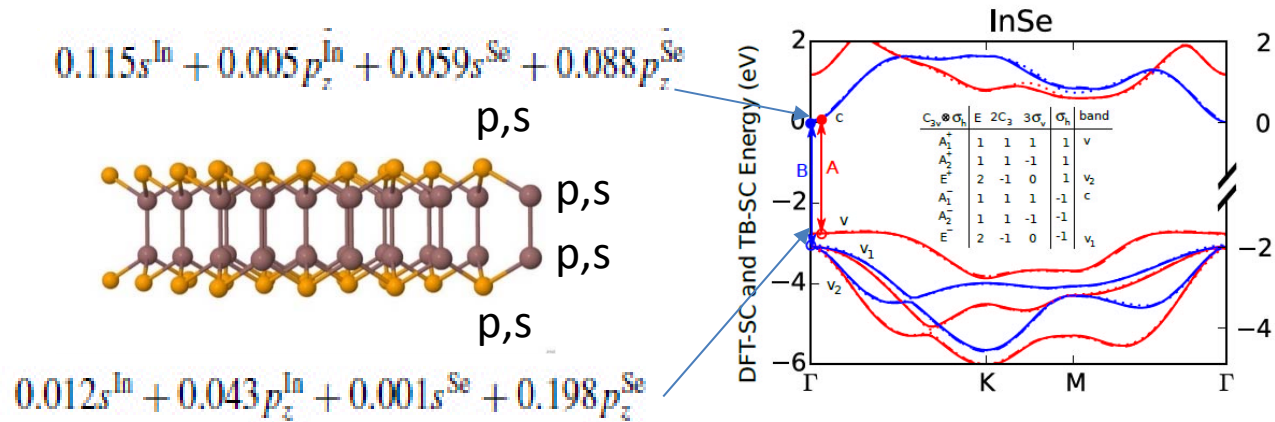 0.115s^In + 0.005p_z^In + 0.059s^Se + 0.088p_z^Se
p,s
p,s
p,s
p,s
0.012s^In + 0.043p_z^In + 0.001s^Se + 0.198p_z^Se
InSe
DFT-SC and TB-SC Energy (eV)
2
0
−2
−4
−6
2
0
−2
−4
Γ
K
M
Γ
c
B
A
v
v₁
v₂
C₃ᵥ⊗σₕ E 2C₃ 3σᵥ σₕ band
A₁⁺ 1 1 1 1 v
A₂⁺ 1 1 -1 1
E⁺ 2 -1 0 1 v₂
A₁⁻ 1 1 1 -1 c
A₂⁻ 1 1 -1 -1
E⁻ 2 -1 0 -1 v₁